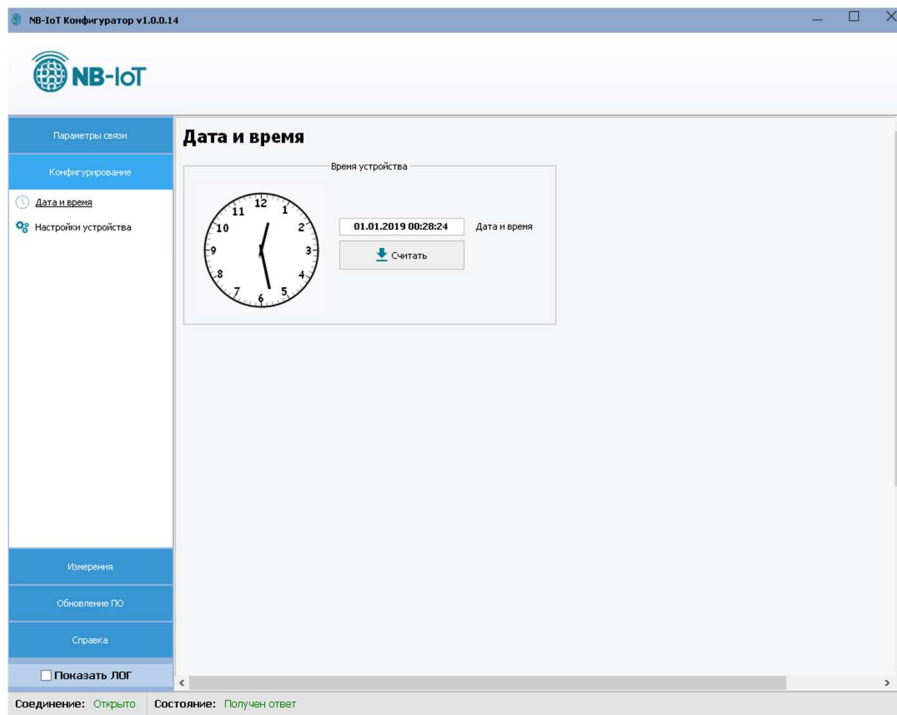 NB-IoT Конфигуратор v1.0.0.14
NB-IoT
Параметры связи
Конфигурирование
Дата и время
Настройки устройства
Измерения
Обновление ПО
Справка
Показать ЛОГ
Дата и время
Время устройства
12
1
2
3
4
5
6
7
8
9
10
11
01.01.2019 00:28:24 Дата и время
Считать
Соединение: Открыто Состояние: Получен ответ